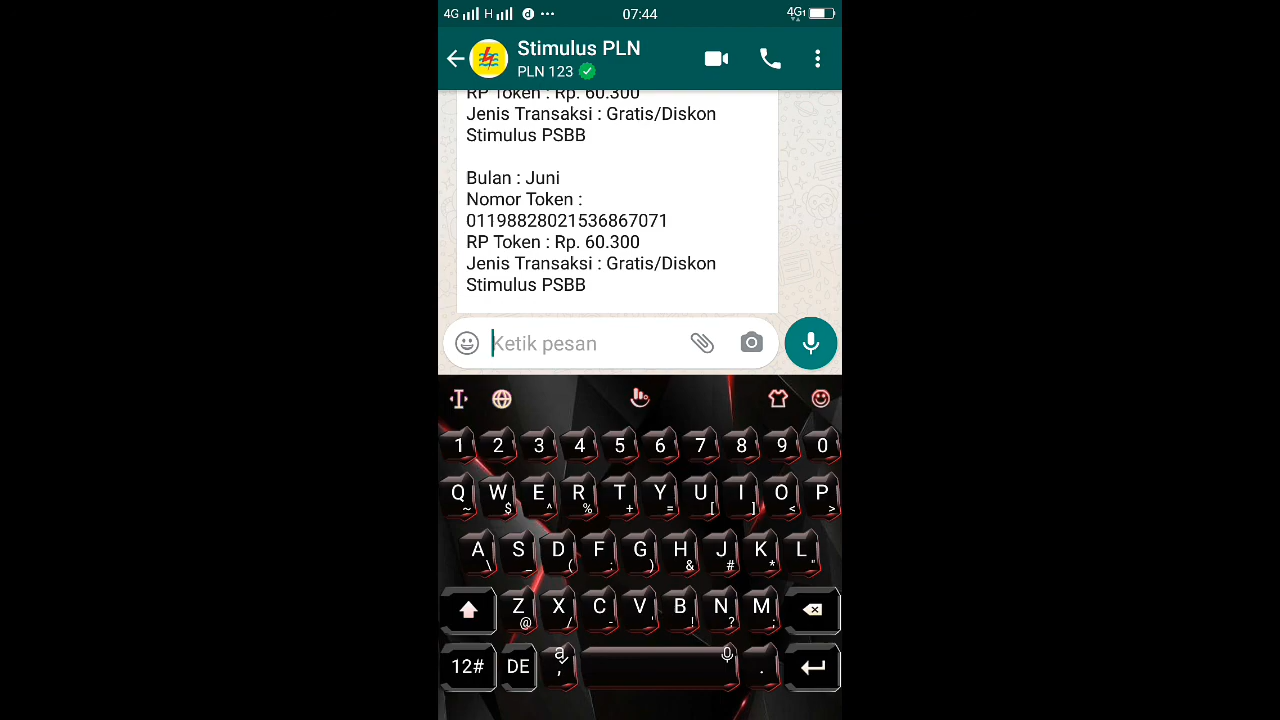 4G H d ... 07:44 4G1
Stimulus PLN
PLN 123
RP Token : Rp. 60.300
Jenis Transaksi : Gratis/Diskon
Stimulus PSBB
Bulan : Juni
Nomor Token :
01198828021536867071
RP Token : Rp. 60.300
Jenis Transaksi : Gratis/Diskon
Stimulus PSBB
Ketik pesan
1 2 3 4 5 6 7 8 9 0
Q W E R T Y U I O P
~ $ ^ % + = [ ] < >
A S D F G H J K L
\ _ ( : ) & # * "
Z X C V B N M
@ / - ' ! ? ;
12# DE a , .